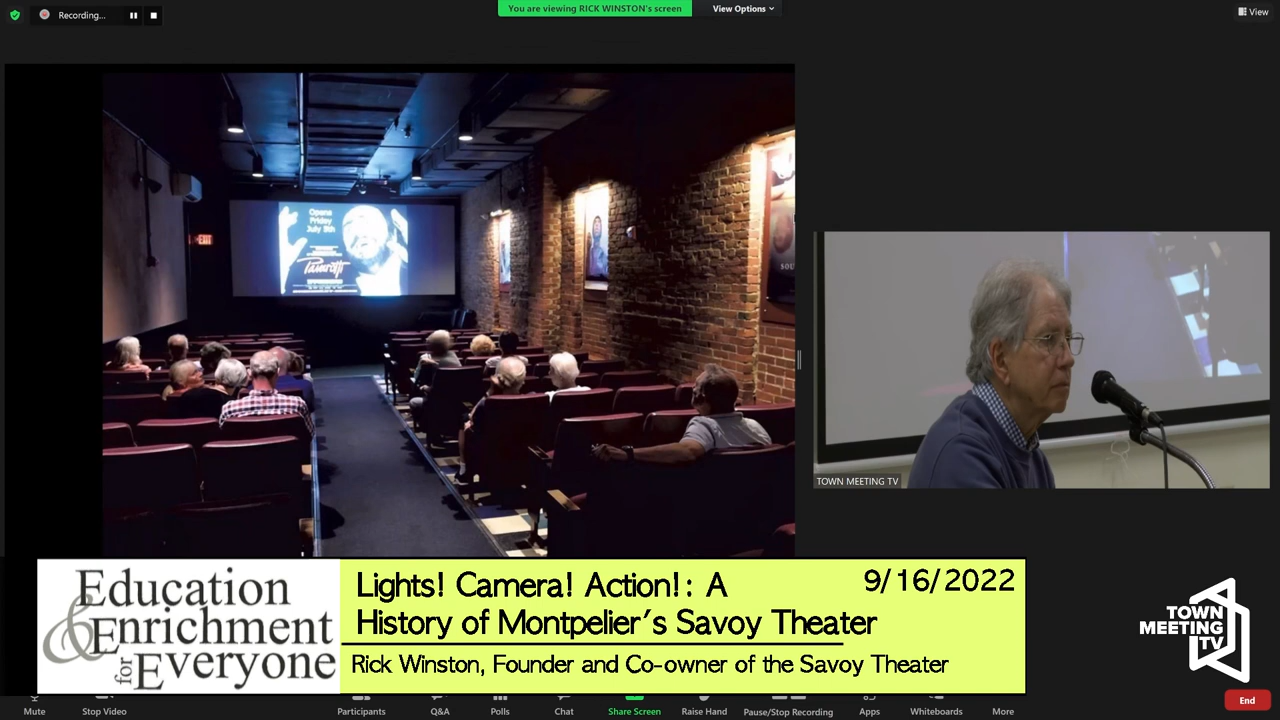 Recording...
You are viewing RICK WINSTON's screen
View Options
View
EXIT
Opens
Friday
July 5th
Pavarotti
SOUL
TOWN MEETING TV
Education
& Enrichment
for Everyone
Lights! Camera! Action!: A
9/16/2022
History of Montpelier's Savoy Theater
Rick Winston, Founder and Co-owner of the Savoy Theater
TOWN
MEETING
TV
Mute
Stop Video
Participants
Q&A
Polls
Chat
Share Screen
Raise Hand
Pause/Stop Recording
Apps
Whiteboards
More
End